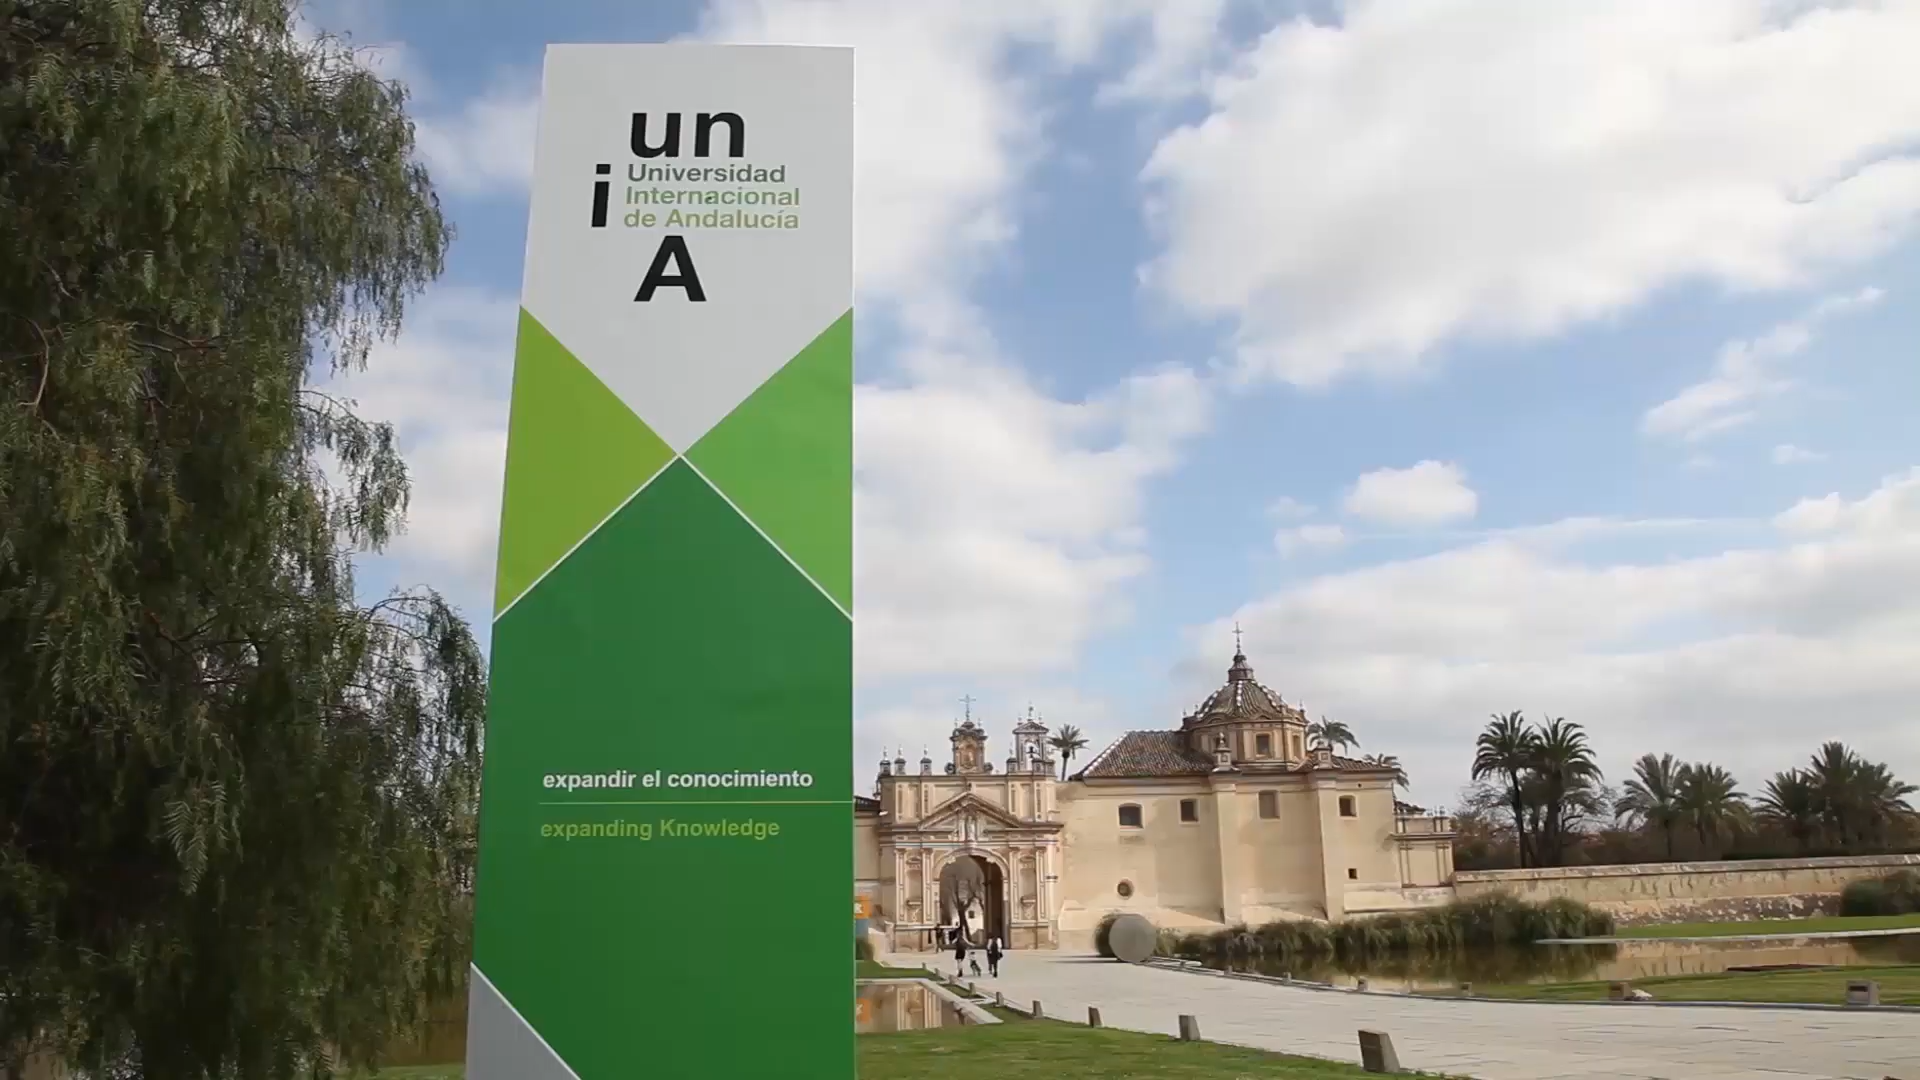 un
i
Universidad
Internacional
de Andalucía
A
expandir el conocimiento
expanding Knowledge